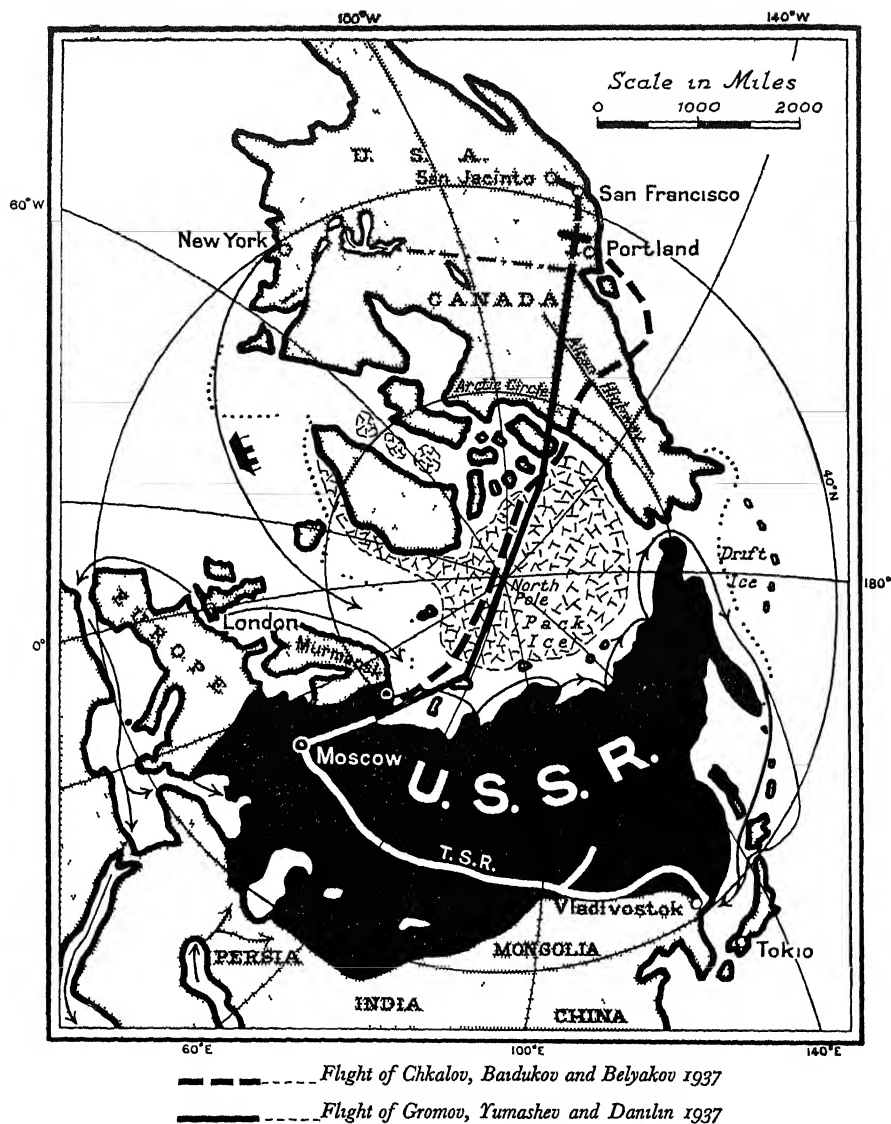 100°W
140°W
Scale in Miles
0 1000 2000
U. S. A.
San Jacinto
San Francisco
60°W
New York
Portland
CANADA
Alcan Highway
Arctic Circle
40°N
Drift
Ice
180°
North
Pole
Pack
Ice
London
0°
EUROPE
Murmansk
Moscow
U. S. S. R.
T.S.R.
Vladivostok
PERSIA
MONGOLIA
Tokio
INDIA
CHINA
60°E
100°E
140°E
Flight of Chkalov, Baidukov and Belyakov 1937
Flight of Gromov, Yumashev and Danilin 1937